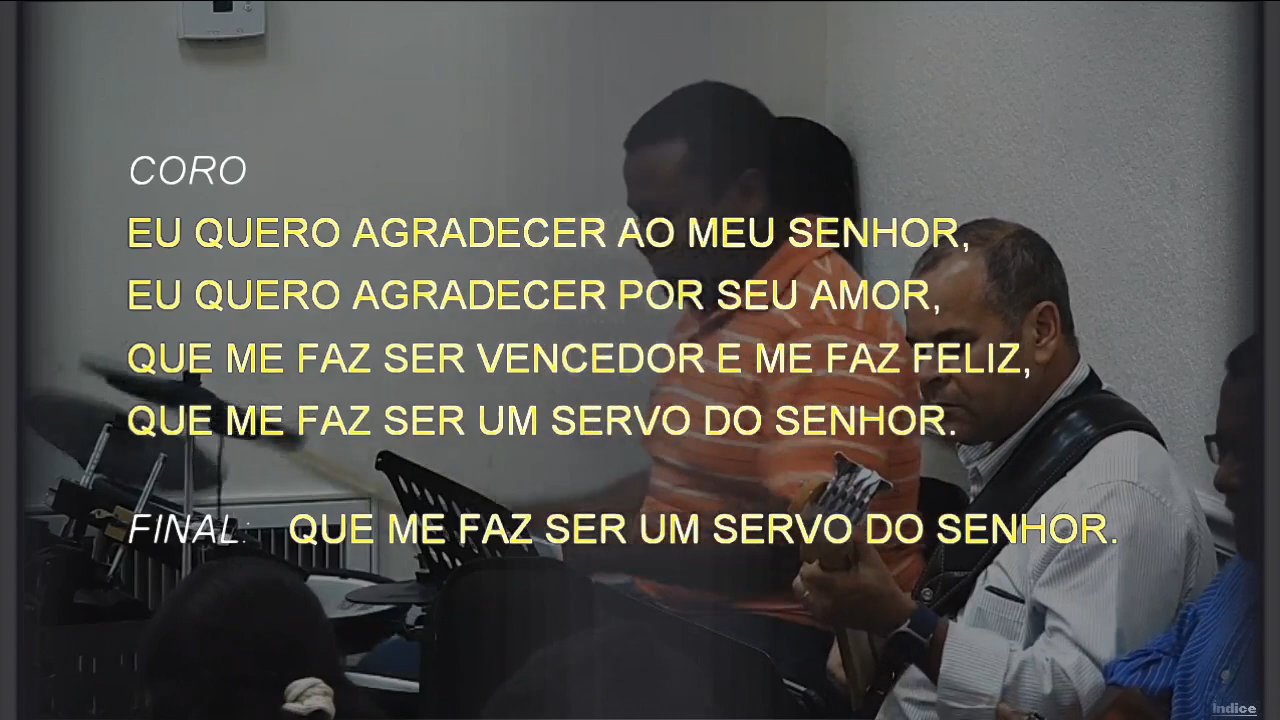 CORO
EU QUERO AGRADECER AO MEU SENHOR,
EU QUERO AGRADECER POR SEU AMOR,
QUE ME FAZ SER VENCEDOR E ME FAZ FELIZ,
QUE ME FAZ SER UM SERVO DO SENHOR.
FINAL: QUE ME FAZ SER UM SERVO DO SENHOR.
Índice